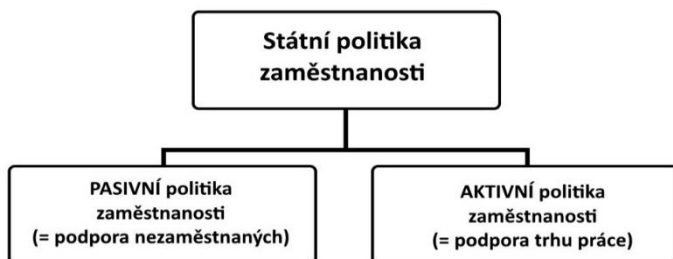 Státní politika
zaměstnanosti
PASIVNÍ politika
zaměstnanosti
(= podpora nezaměstnaných)
AKTIVNÍ politika
zaměstnanosti
(= podpora trhu práce)